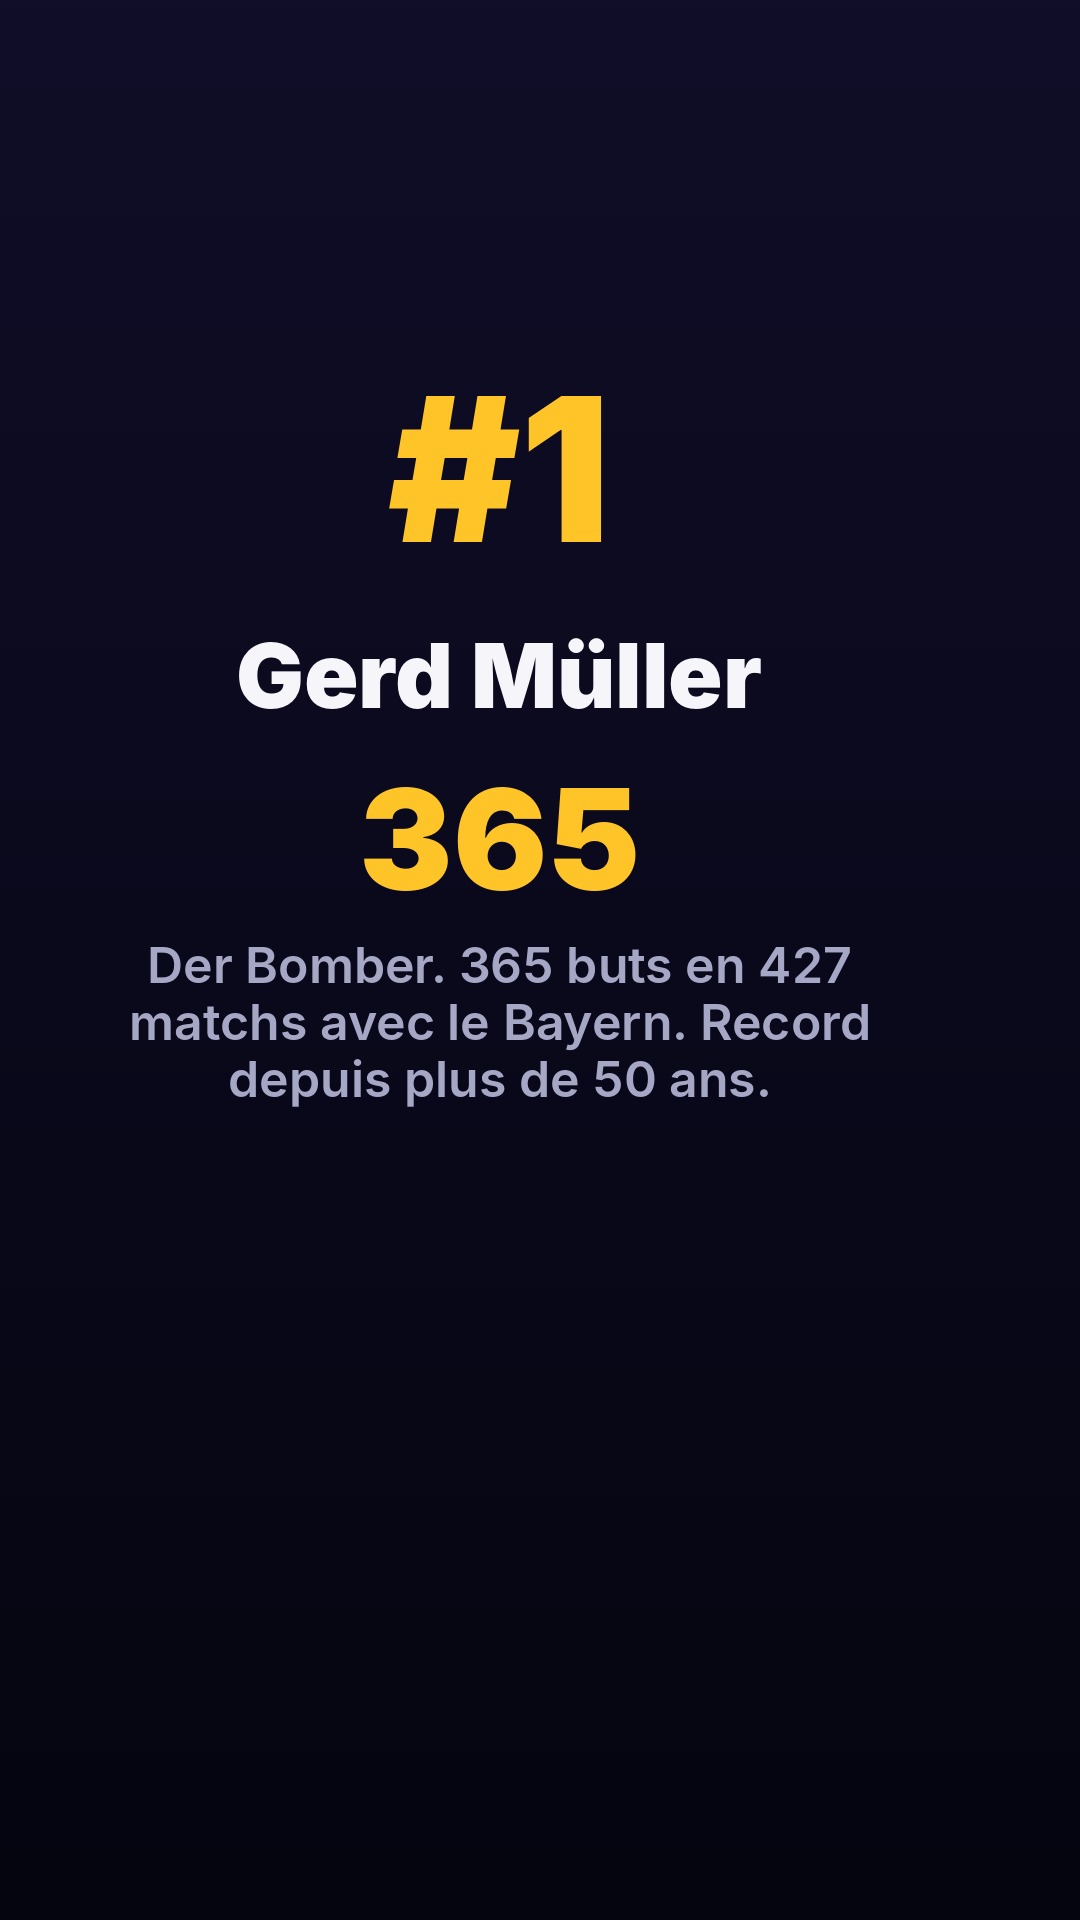 #1
Gerd Müller
365
Der Bomber. 365 buts en 427
matchs avec le Bayern. Record
depuis plus de 50 ans.